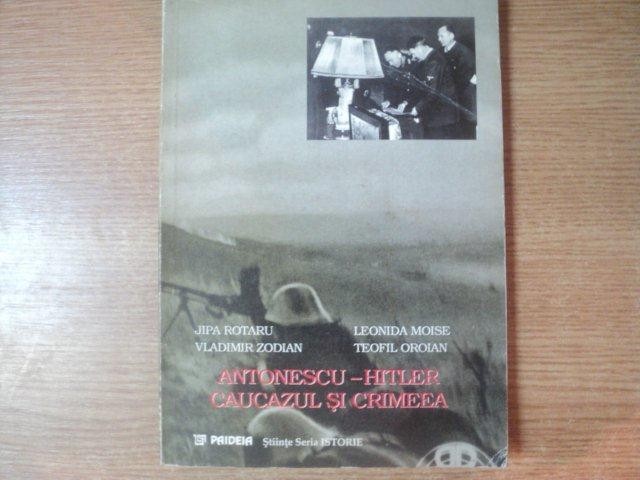 JIPA ROTARU
LEONIDA MOISE
VLADIMIR ZODIAN
TEOFIL OROIAN
ANTONESCU – HITLER
CAUCAZUL ŞI CRIMEEA
PAIDEIA Ştiinţe Seria ISTORIE